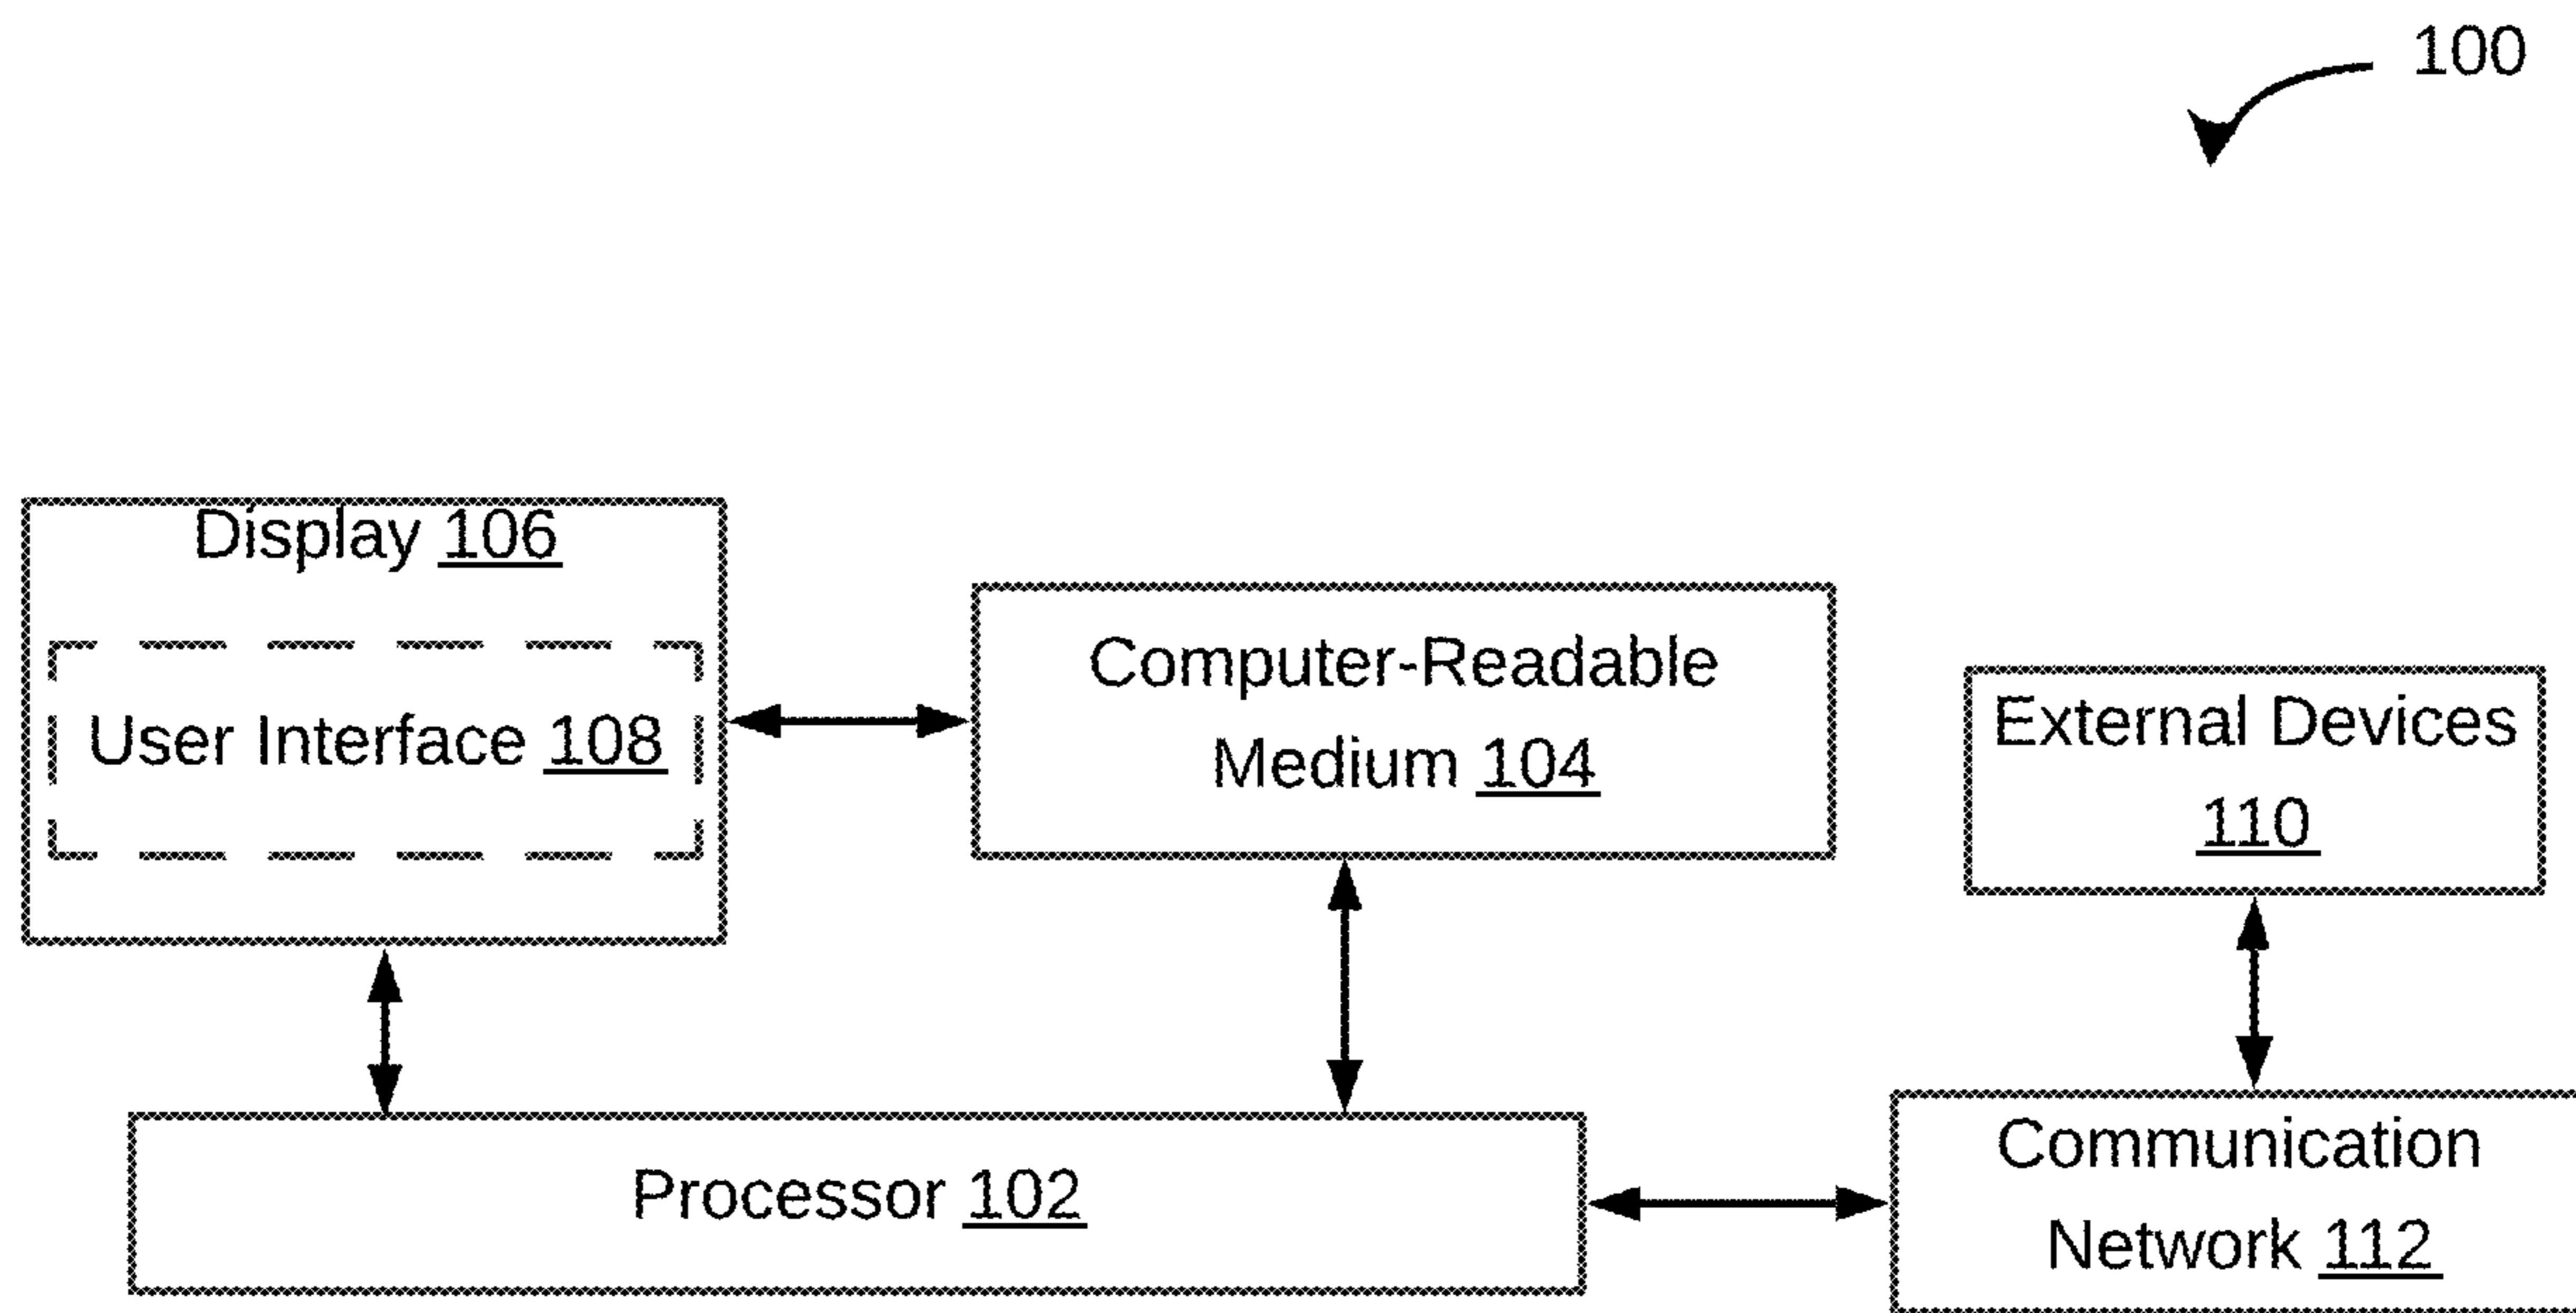 100
Display 106
User Interface 108
Computer-Readable
Medium 104
External Devices
110
Processor 102
Communication
Network 112